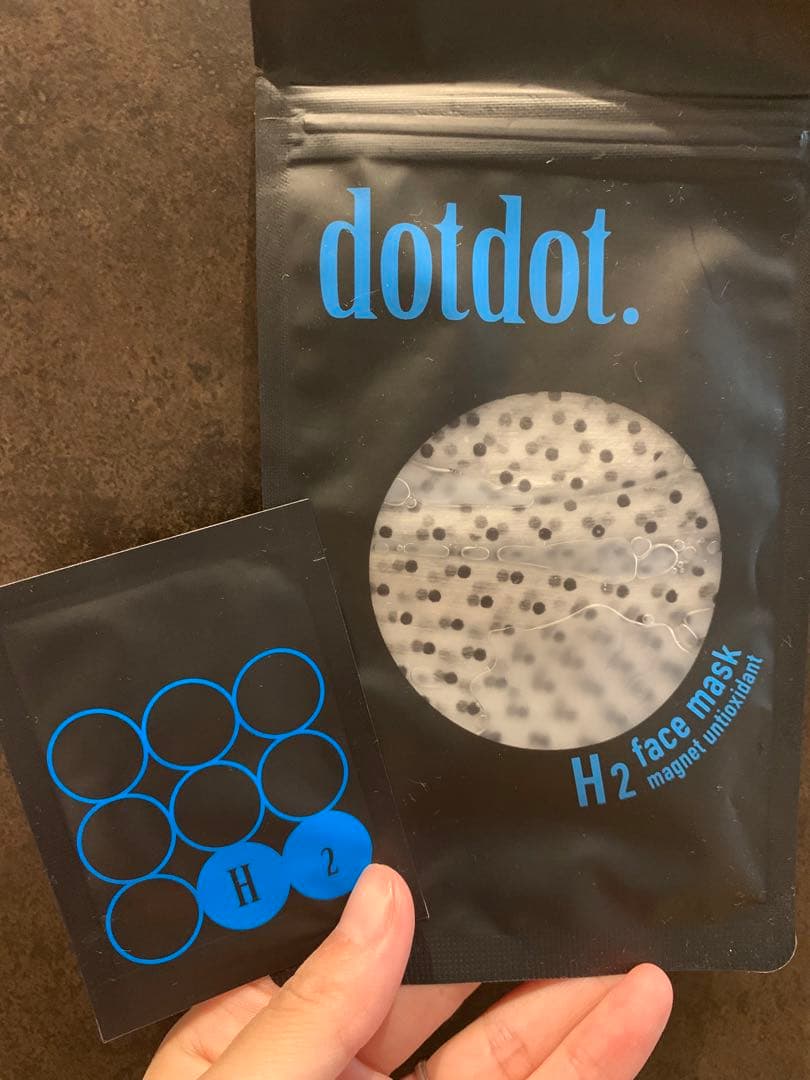 dotdot.
H2 face mask
magnet untioxidant
H 2